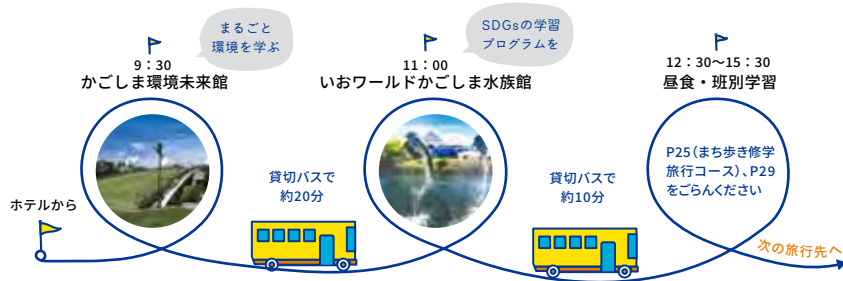 まるごと
環境を学ぶ
9：30
かごしま環境未来館
SDGsの学習
プログラムを
11：00
いおワールドかごしま水族館
12：30〜15：30
昼食・班別学習
P25（まち歩き修学
旅行コース）、P29
をごらんください
ホテルから
貸切バスで
約20分
貸切バスで
約10分
次の旅行先へ